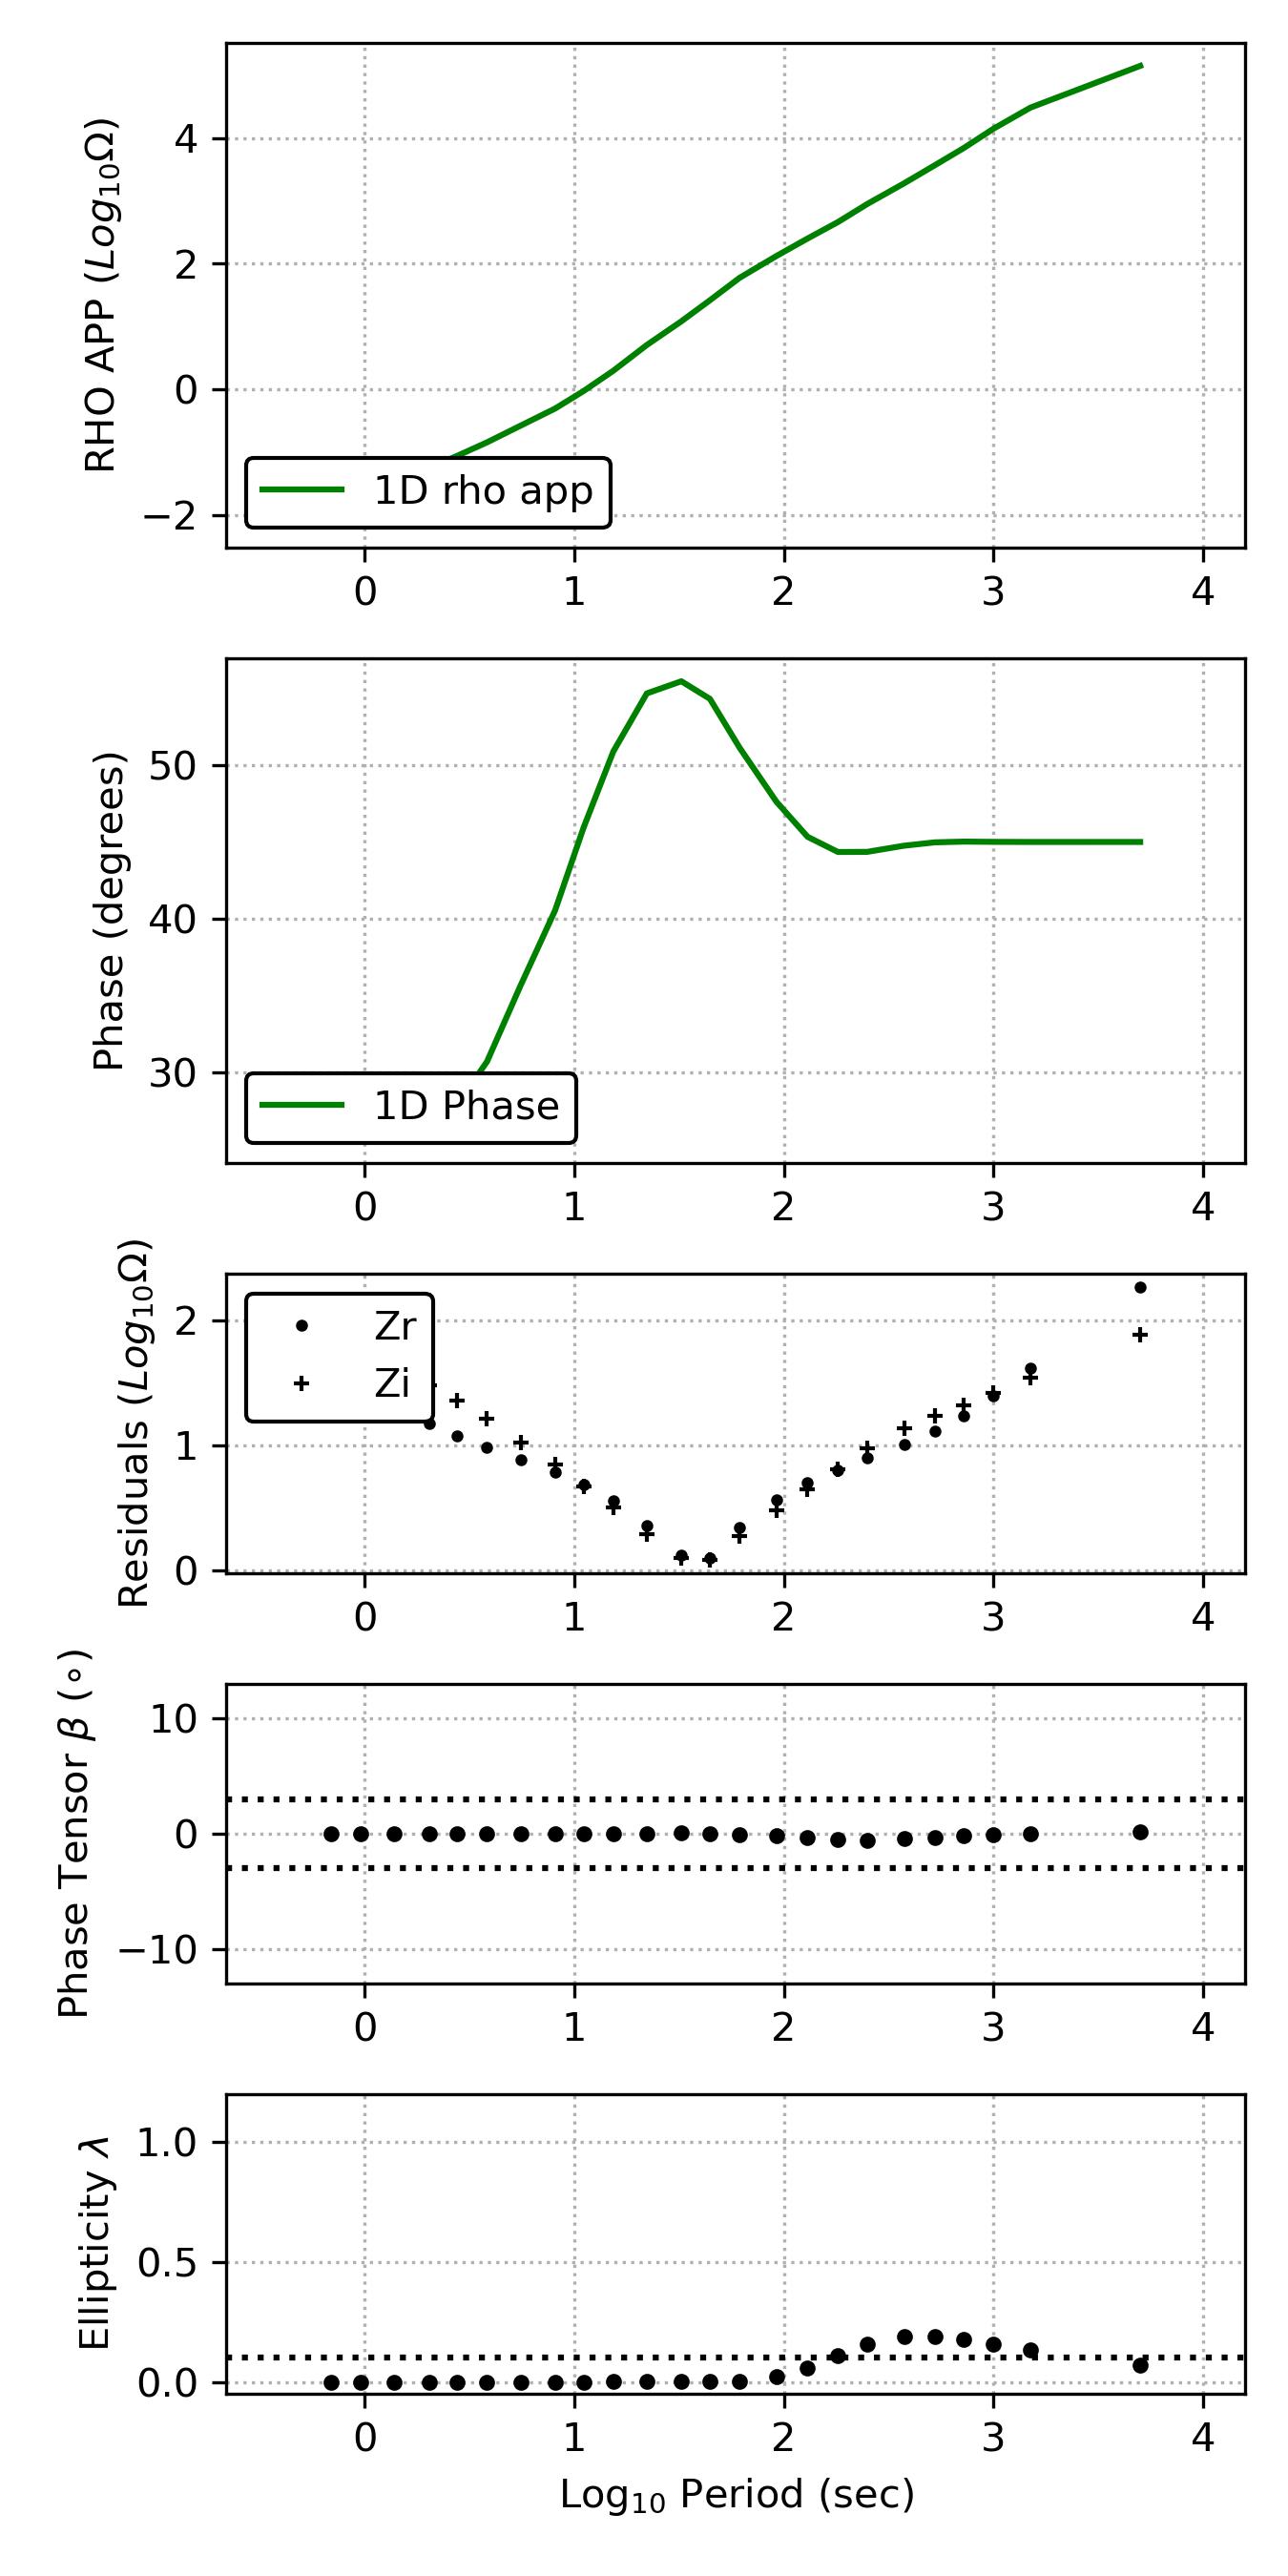 RHO APP (Log₁₀Ω)
4
2
0
−2
1D rho app
0 1 2 3 4
Phase (degrees)
50
40
30
1D Phase
0 1 2 3 4
Residuals (Log₁₀Ω)
2
1
0
Zr
Zi
0 1 2 3 4
Phase Tensor β (∘)
10
0
−10
0 1 2 3 4
Ellipticity λ
1.0
0.5
0.0
0 1 2 3 4
Log₁₀ Period (sec)